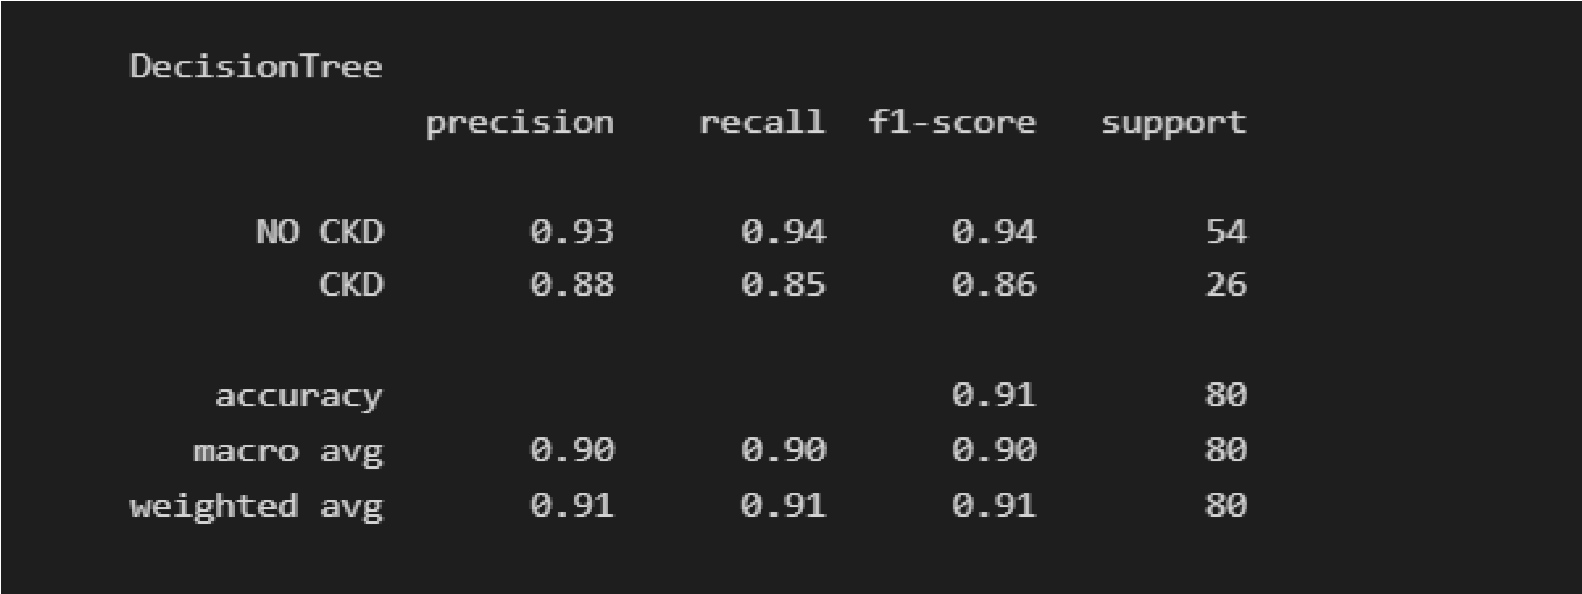 DecisionTree
precision recall f1-score support
NO CKD 0.93 0.94 0.94 54
CKD 0.88 0.85 0.86 26
accuracy 0.91 80
macro avg 0.90 0.90 0.90 80
weighted avg 0.91 0.91 0.91 80